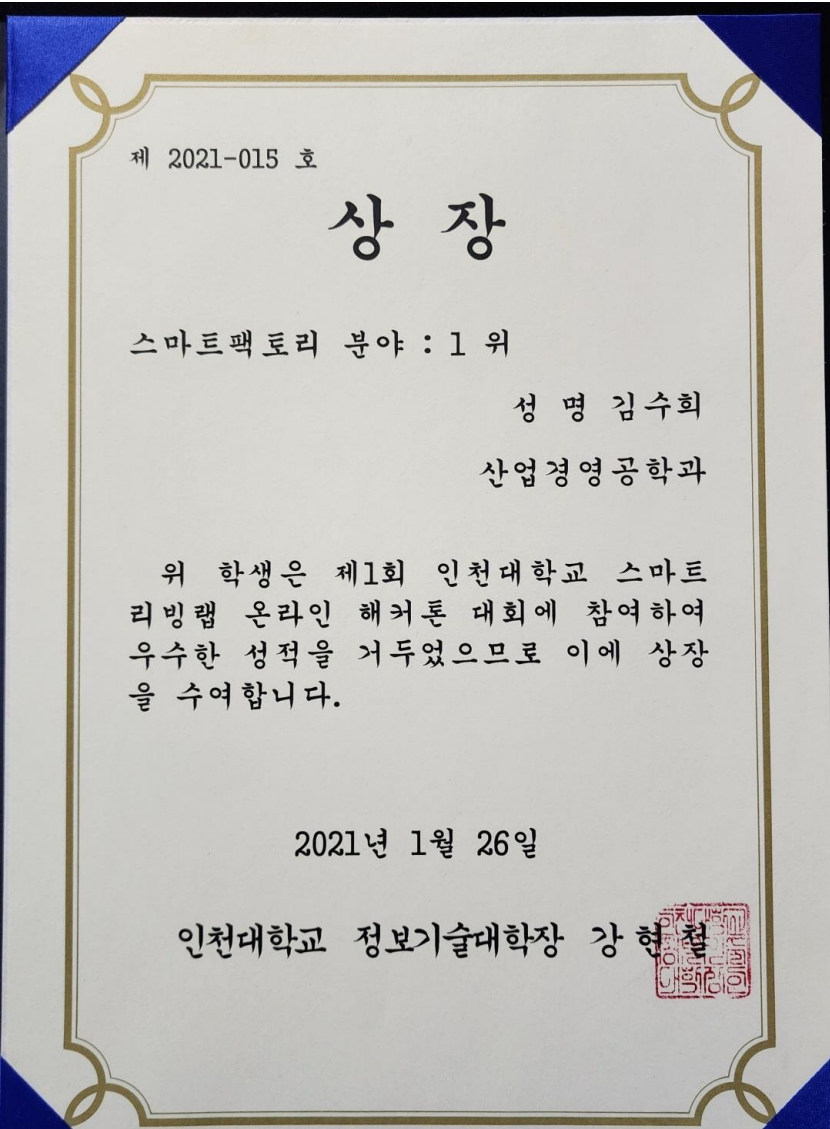 제 2021-015 호
상 장
스마트팩토리 분야 : 1 위
성 명 김수희
산업경영공학과
위 학생은 제1회 인천대학교 스마트
리빙랩 온라인 해커톤 대회에 참여하여
우수한 성적을 거두었으므로 이에 상장
을 수여합니다.
2021년 1월 26일
인천대학교 정보기술대학장 강 현 철